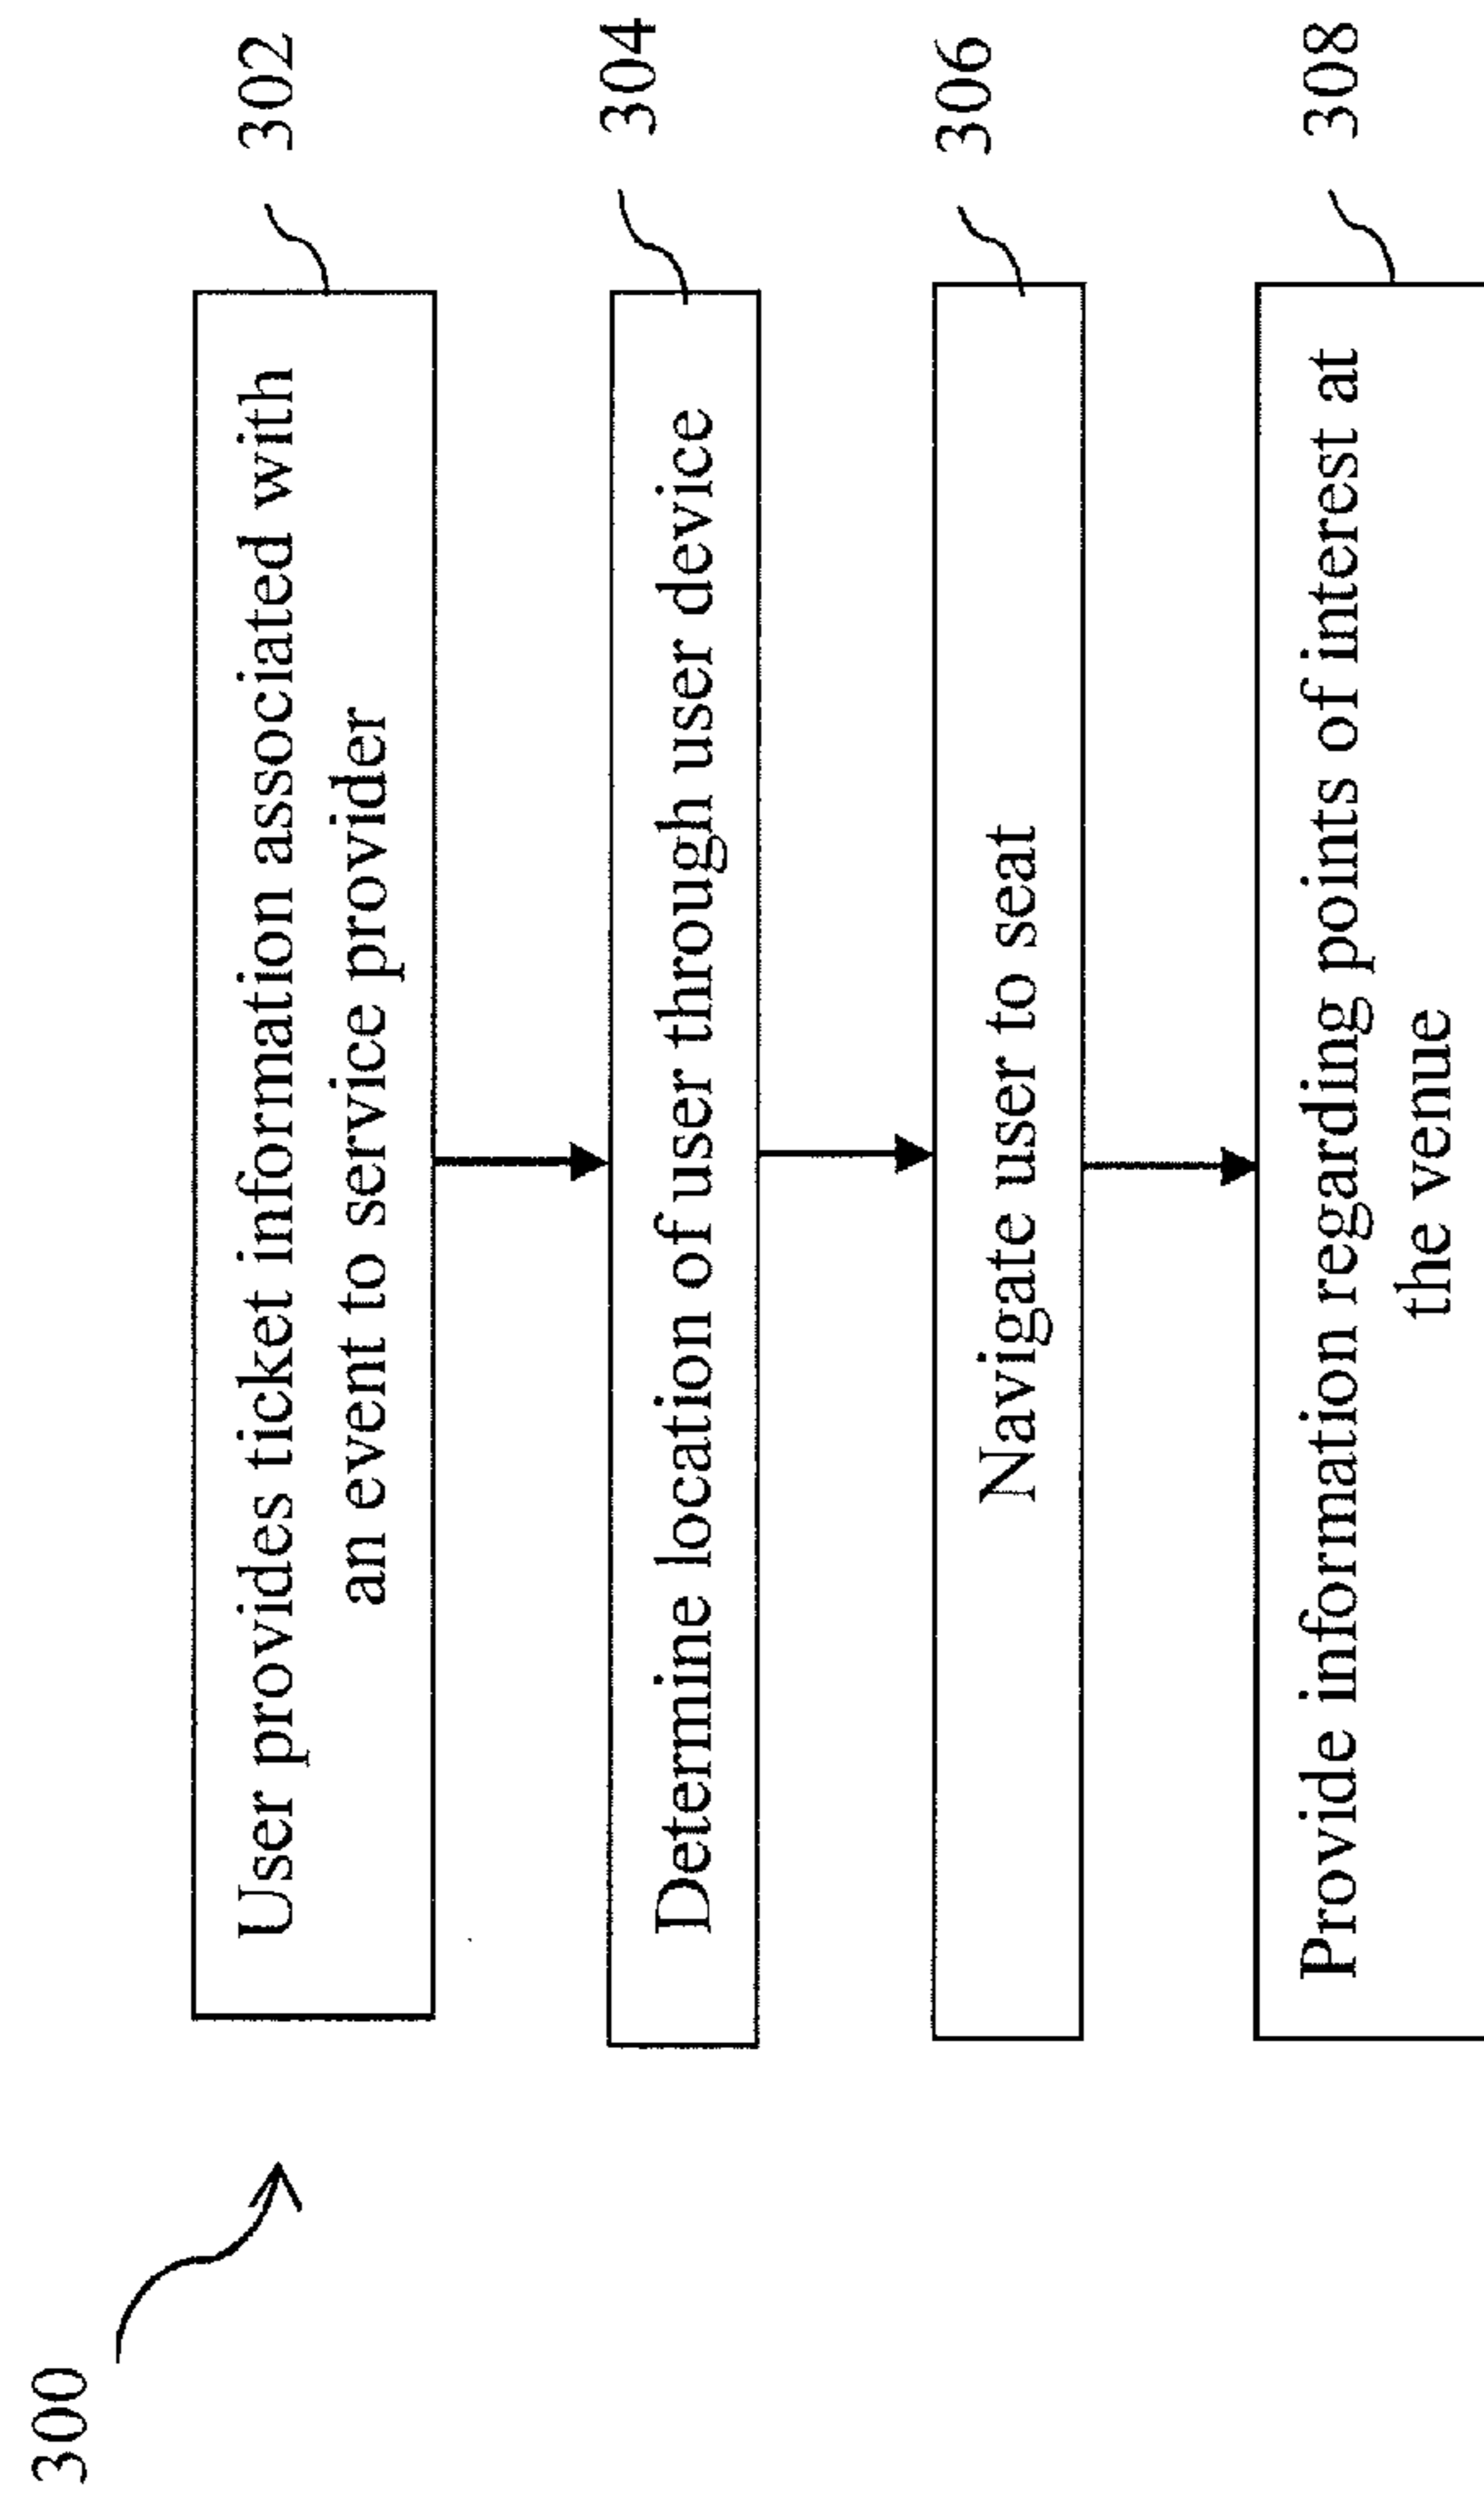 300
User provides ticket information associated with
an event to service provider
302
Determine location of user through user device
304
Navigate user to seat
306
Provide information regarding points of interest at
the venue
308